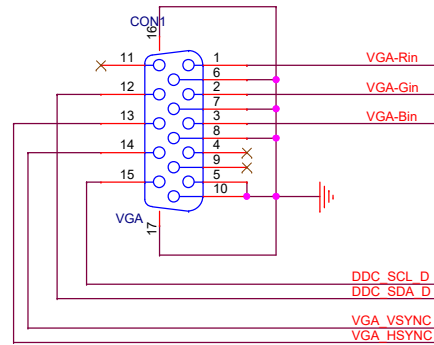 CON1
16
11
1
VGA-Rin
6
12
2
VGA-Gin
7
13
3
VGA-Bin
8
14
4
9
15
5
10
VGA
17
DDC_SCL_D
DDC_SDA_D
VGA_VSYNC
VGA_HSYNC